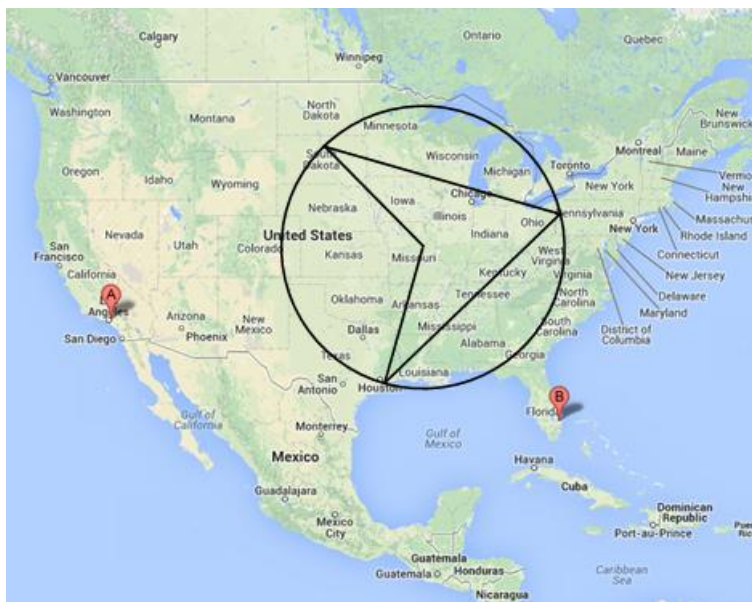 Calgary
Ontario
Quebec
Winnipeg
Vancouver
Washington
North
Dakota
Minnesota
New
Brunswick
Montana
Montreal
Maine
South
Dakota
Wisconsin
Michigan
Toronto
Vermo
Oregon
Idaho
Wyoming
Chicago
New York
New
Hampshi
Iowa
Nebraska
Illinois
Ohio
Pennsylvania
Massachus
Nevada
Utah
Colorado
United States
Indiana
New York
Rhode Island
San
Francisco
Kansas
Missouri
West
Virginia
Connecticut
California
Kentucky
Virginia
New Jersey
A
Oklahoma
Arkansas
Tennessee
North
Carolina
Delaware
Angeles
Arizona
New
Mexico
Maryland
San Diego
Phoenix
Dallas
Mississippi
South
Carolina
District of
Columbia
Alabama
Texas
Georgia
Louisiana
San
Antonio
Houston
B
Florida
Gulf of
California
Monterrey
Gulf of
Mexico
Mexico
Havana
Cuba
Guadalajara
Dominican
Republic
Mexico
City
Port-au-Prince
Pue
Ric
Guatemala
Guatemala
Honduras
Caribbean
Sea
Nicaragua